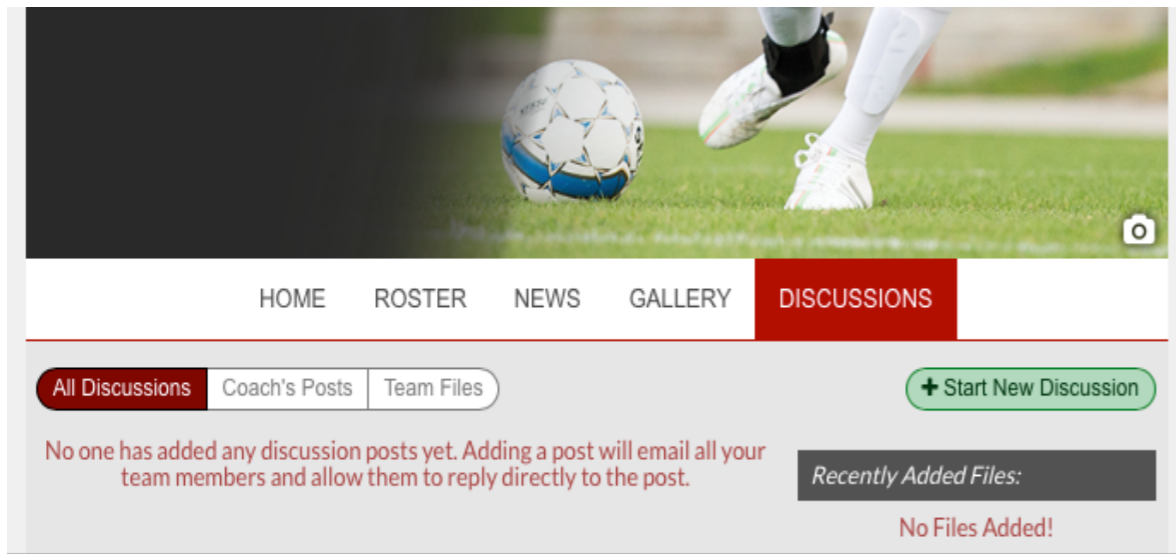 HOME ROSTER NEWS GALLERY DISCUSSIONS
All Discussions Coach's Posts Team Files
+ Start New Discussion
No one has added any discussion posts yet. Adding a post will email all your
team members and allow them to reply directly to the post.
Recently Added Files:
No Files Added!